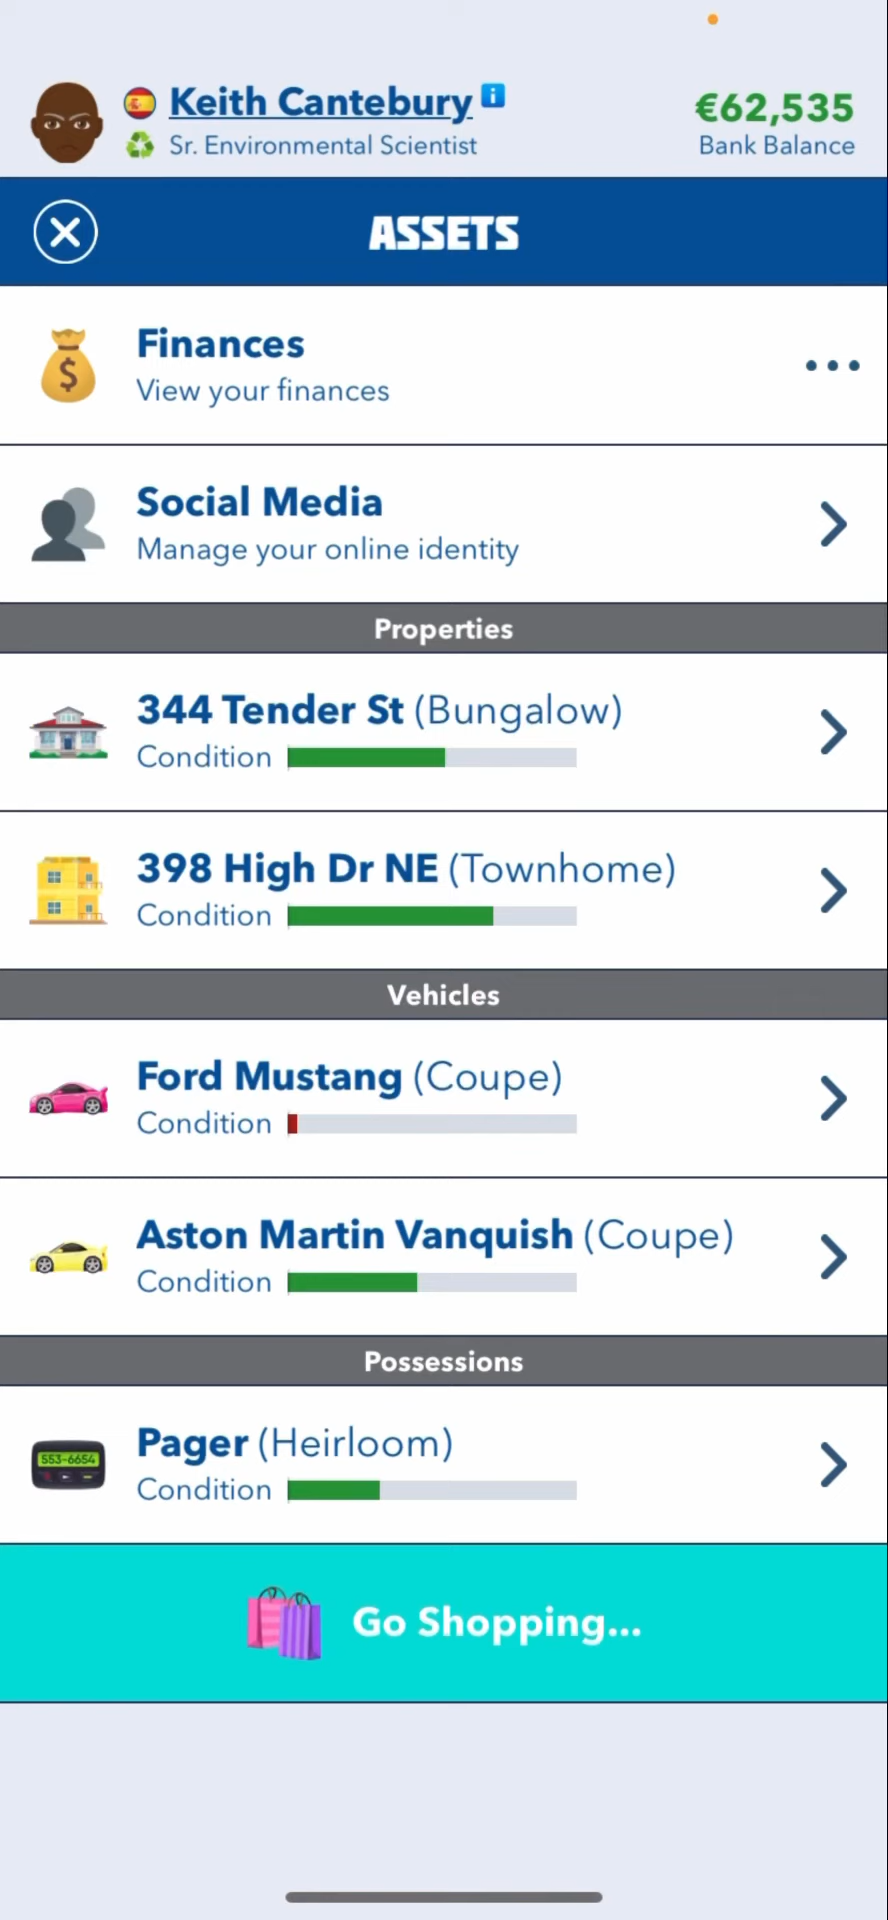 Keith Cantebury
€62,535
Sr. Environmental Scientist
Bank Balance
ASSETS
Finances
View your finances
Social Media
Manage your online identity
Properties
344 Tender St (Bungalow)
Condition
398 High Dr NE (Townhome)
Condition
Vehicles
Ford Mustang (Coupe)
Condition
Aston Martin Vanquish (Coupe)
Condition
Possessions
553-6654
Pager (Heirloom)
Condition
Go Shopping...